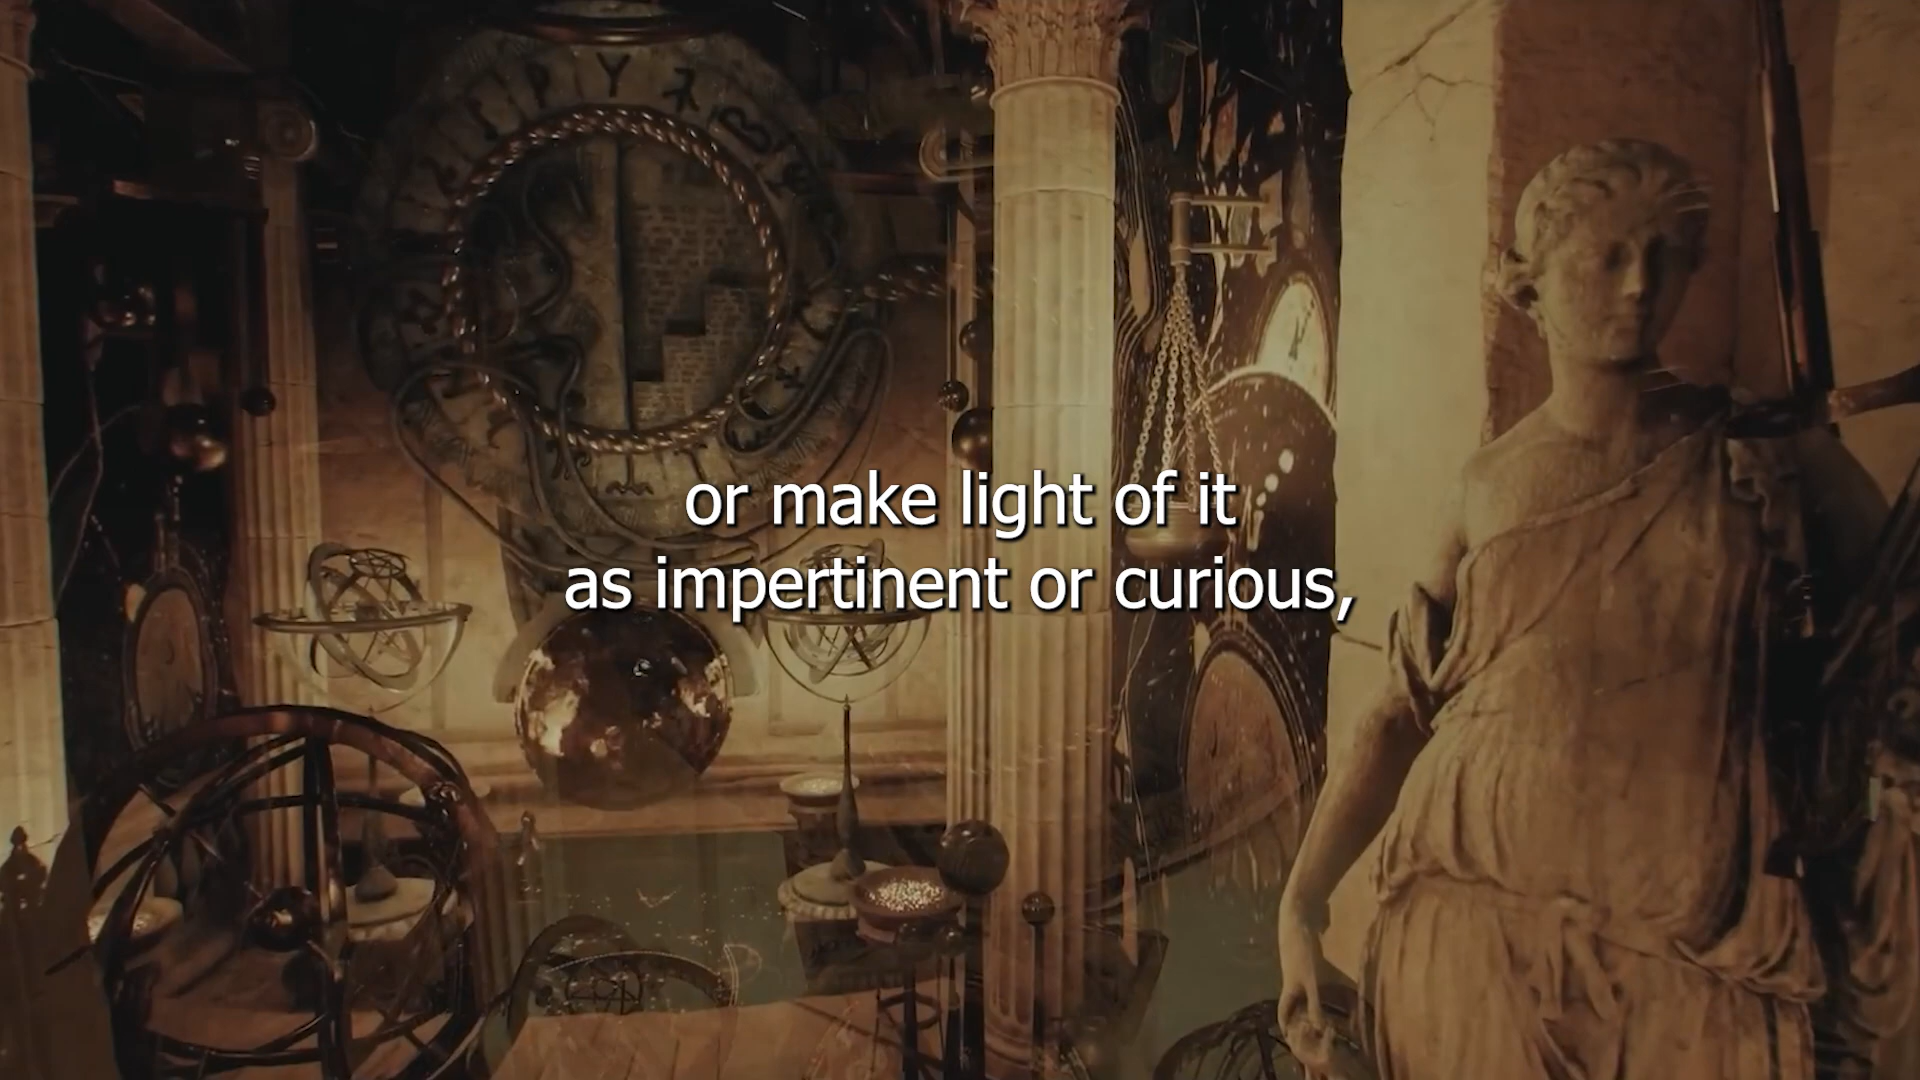 or make light of it
as impertinent or curious,